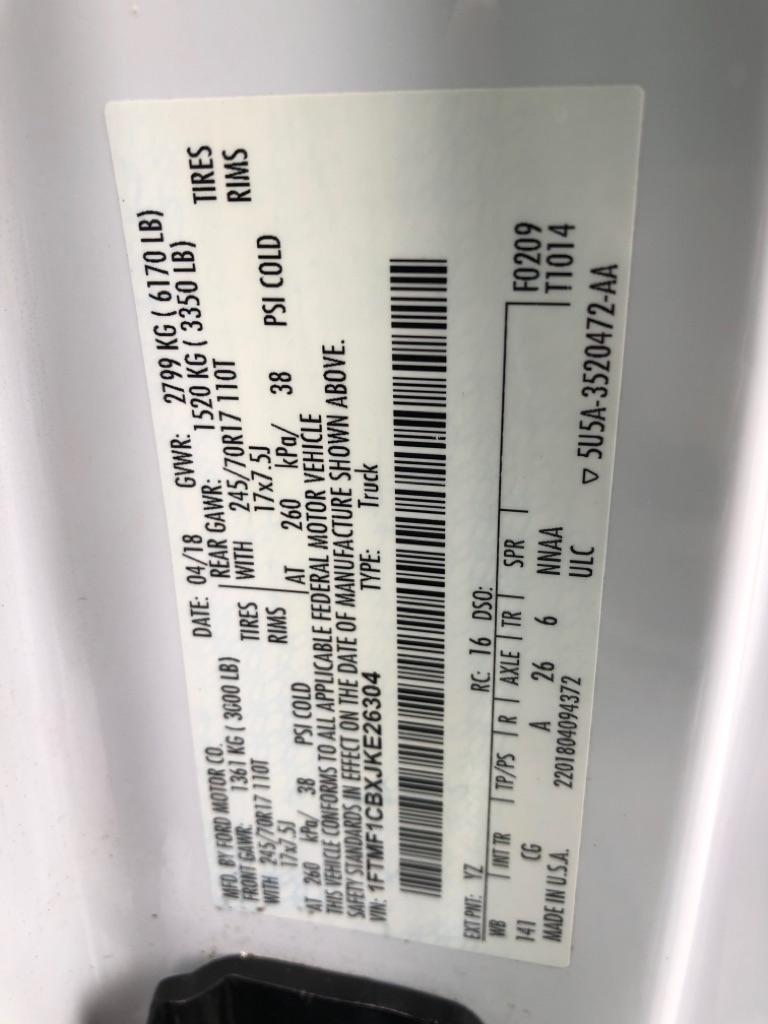 MFD. BY FORD MOTOR CO.
DATE: 04/18 GVWR: 2799 KG ( 6170 LB)
FRONT GAWR: 1361 KG ( 3000 LB) REAR GAWR: 1520 KG ( 3350 LB)
WITH 245/70R17 110T TIRES WITH 245/70R17 110T TIRES
17x7.5J RIMS 17x7.5J RIMS
AT 260 kPa/ 38 PSI COLD AT 260 kPa/ 38 PSI COLD
THIS VEHICLE CONFORMS TO ALL APPLICABLE FEDERAL MOTOR VEHICLE
SAFETY STANDARDS IN EFFECT ON THE DATE OF MANUFACTURE SHOWN ABOVE.
VIN: 1FTMF1CBXJKE26304 TYPE: Truck
EXT PNT: YZ RC: 16 DSO:
WB INT TR TP/PS R AXLE TR SPR F0209
141 CG A 26 6 NNAA T1014
MADE IN U.S.A. 2201804094372 ULC ▽ 5U5A-3520472-AA